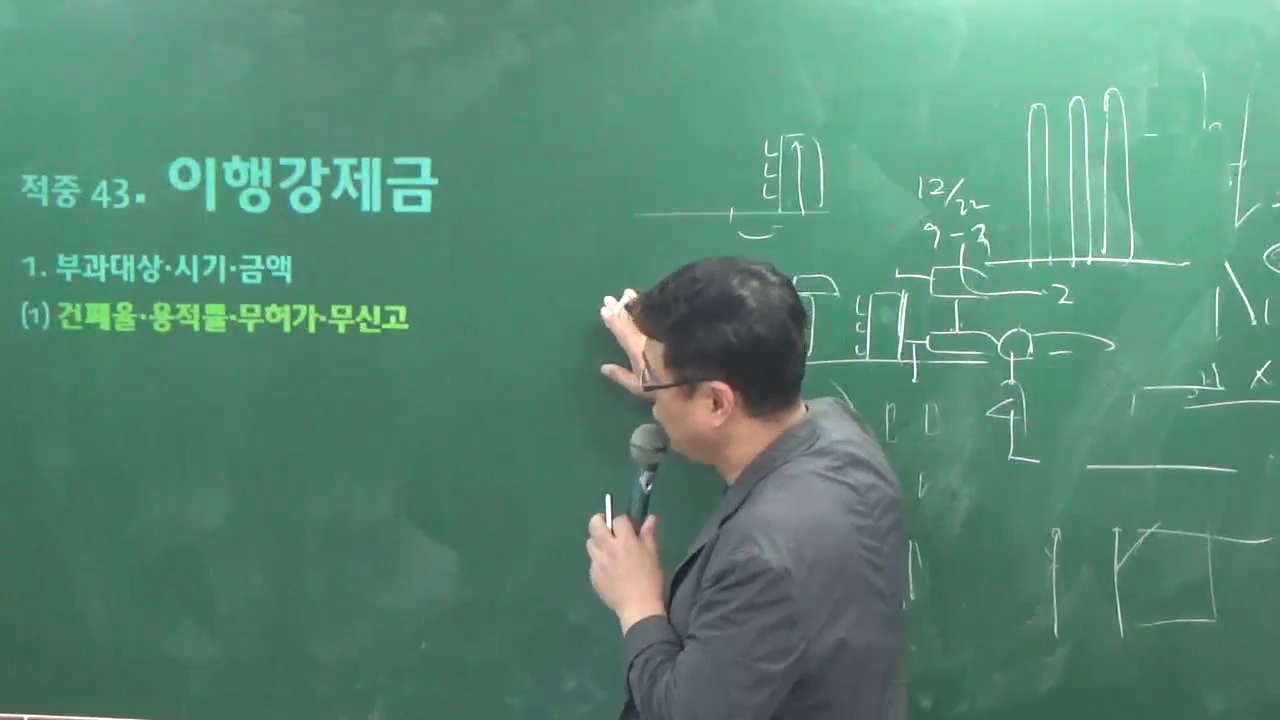 적중 43. 이행강제금
1. 부과대상·시기·금액
(1) 건폐율·용적률·무허가·무신고
12/22
9-3
2